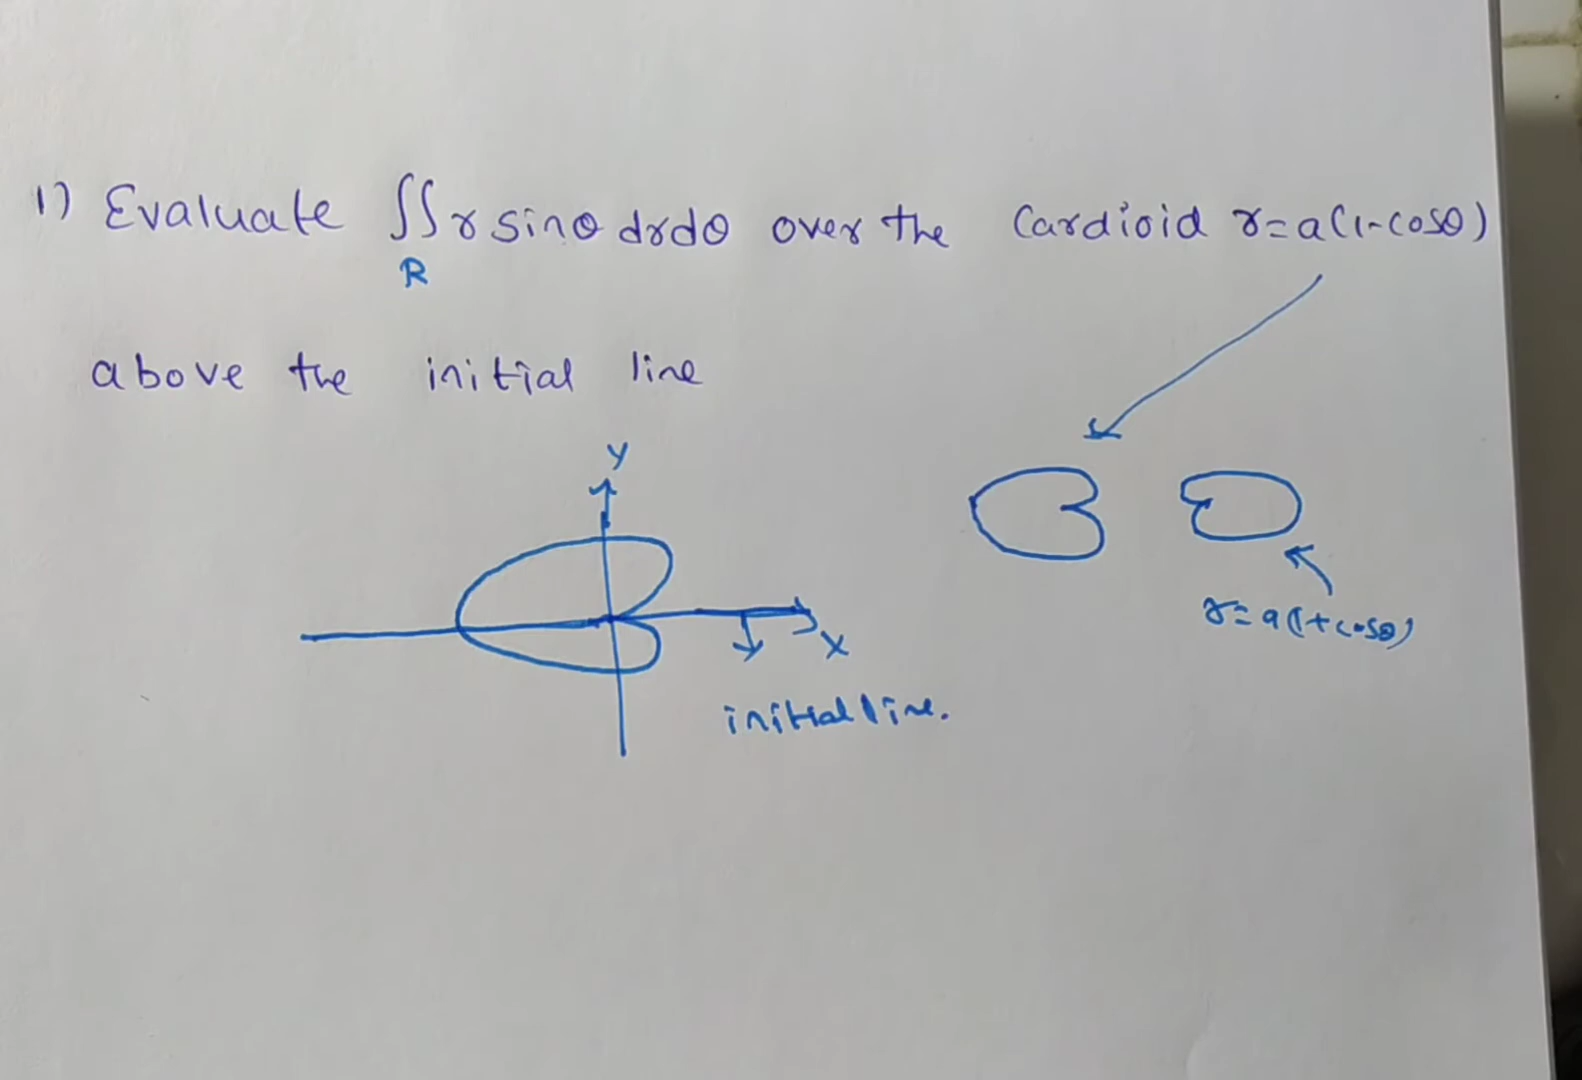 1) Evaluate ∬ r sinθ drdθ over the Cardioid r=a(1-cosθ)
R
above the initial line
y
r=a(1+cosθ)
x
initial line.